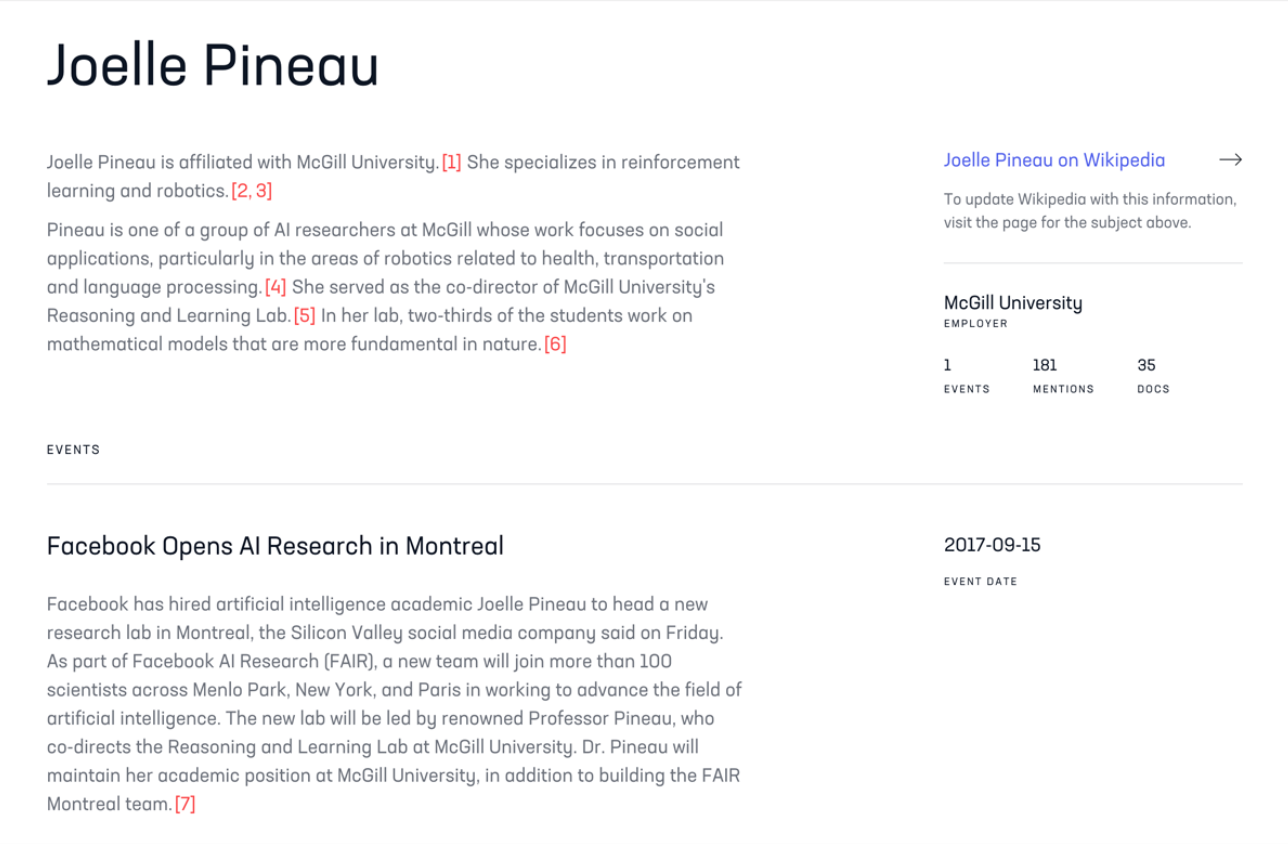 Joelle Pineau
Joelle Pineau is affiliated with McGill University.[1] She specializes in reinforcement
learning and robotics.[2, 3]
Pineau is one of a group of AI researchers at McGill whose work focuses on social
applications, particularly in the areas of robotics related to health, transportation
and language processing.[4] She served as the co-director of McGill University's
Reasoning and Learning Lab.[5] In her lab, two-thirds of the students work on
mathematical models that are more fundamental in nature.[6]
Joelle Pineau on Wikipedia →
To update Wikipedia with this information,
visit the page for the subject above.
McGill University
EMPLOYER
1 181 35
EVENTS MENTIONS DOCS
EVENTS
Facebook Opens AI Research in Montreal
Facebook has hired artificial intelligence academic Joelle Pineau to head a new
research lab in Montreal, the Silicon Valley social media company said on Friday.
As part of Facebook AI Research (FAIR), a new team will join more than 100
scientists across Menlo Park, New York, and Paris in working to advance the field of
artificial intelligence. The new lab will be led by renowned Professor Pineau, who
co-directs the Reasoning and Learning Lab at McGill University. Dr. Pineau will
maintain her academic position at McGill University, in addition to building the FAIR
Montreal team.[7]
2017-09-15
EVENT DATE